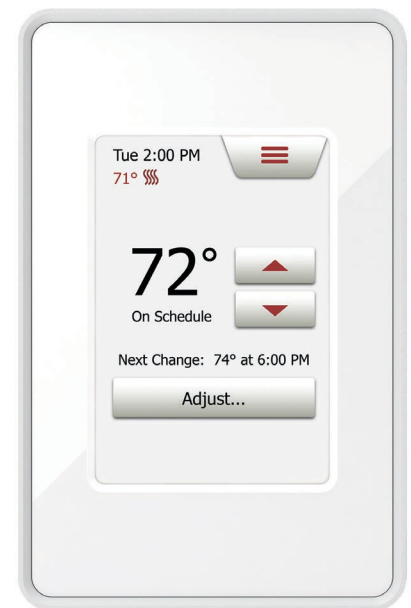 Tue 2:00 PM
71°
72°
On Schedule
Next Change: 74° at 6:00 PM
Adjust...